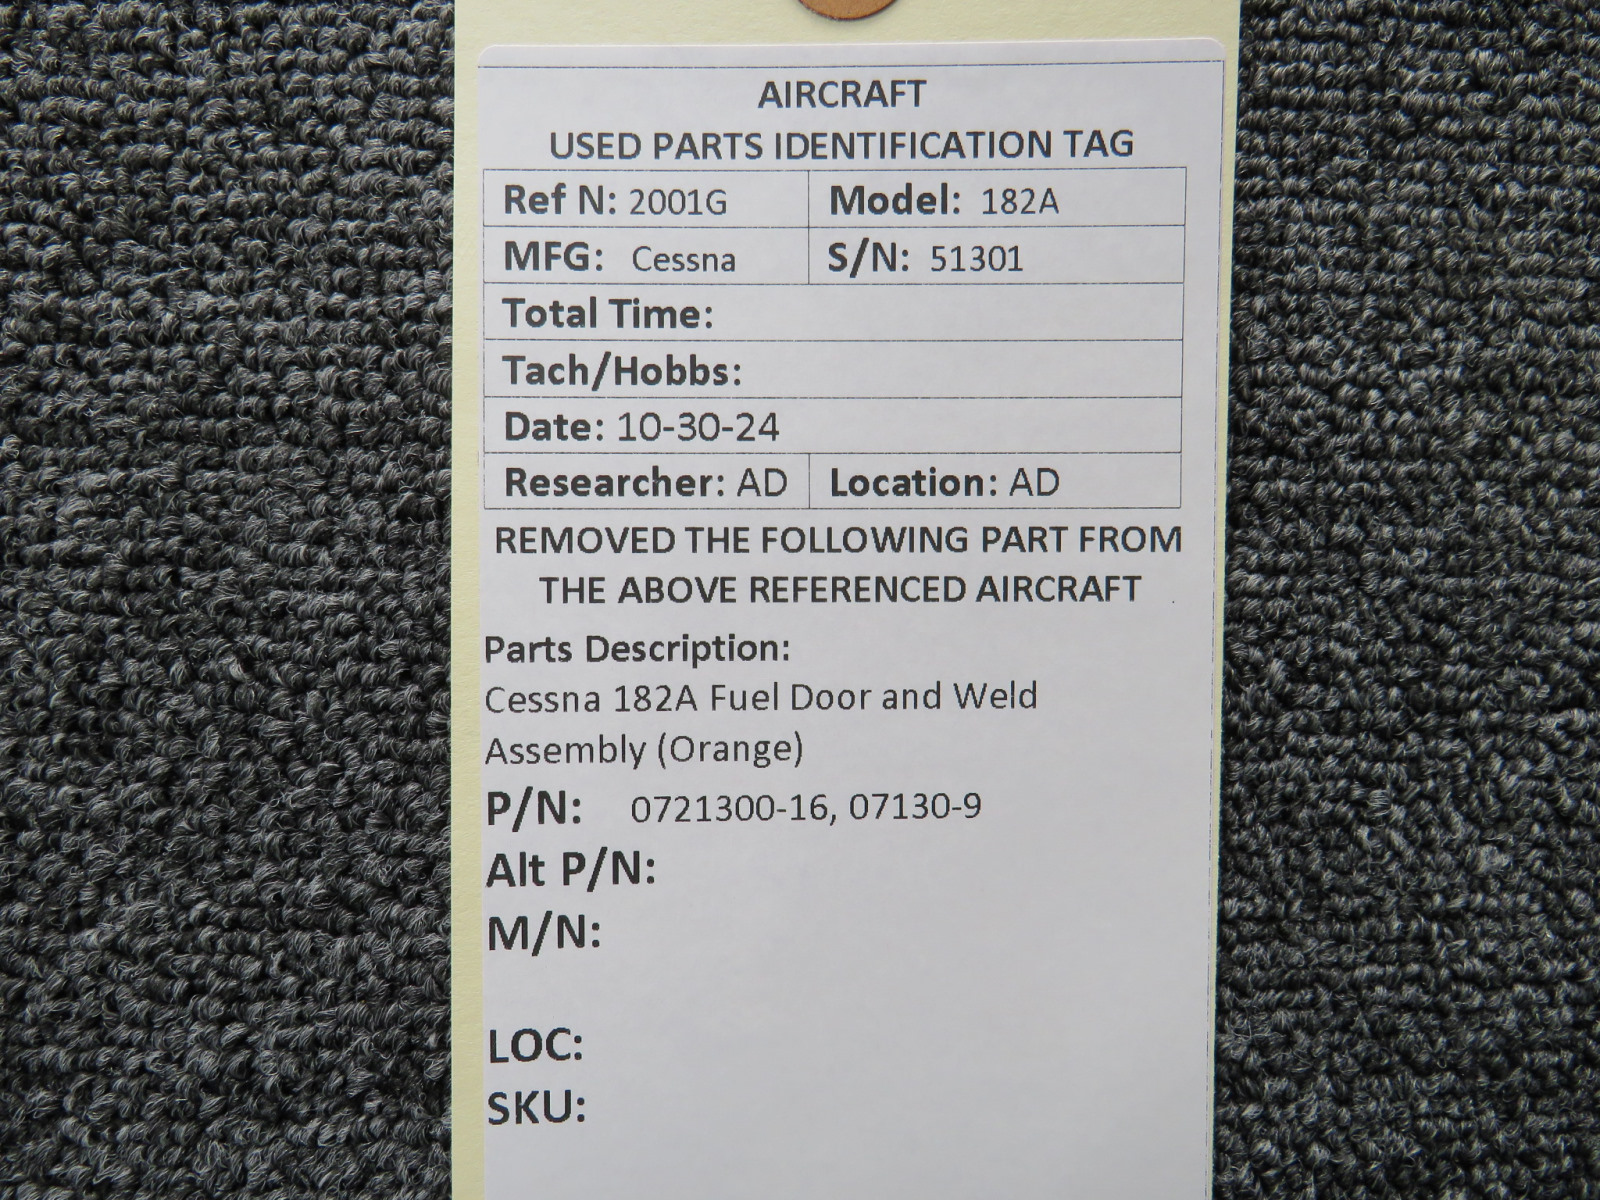 AIRCRAFT
USED PARTS IDENTIFICATION TAG
Ref N: 2001G Model: 182A
MFG: Cessna S/N: 51301
Total Time:
Tach/Hobbs:
Date: 10-30-24
Researcher: AD Location: AD
REMOVED THE FOLLOWING PART FROM
THE ABOVE REFERENCED AIRCRAFT
Parts Description:
Cessna 182A Fuel Door and Weld
Assembly (Orange)
P/N: 0721300-16, 07130-9
Alt P/N:
M/N:
LOC:
SKU: